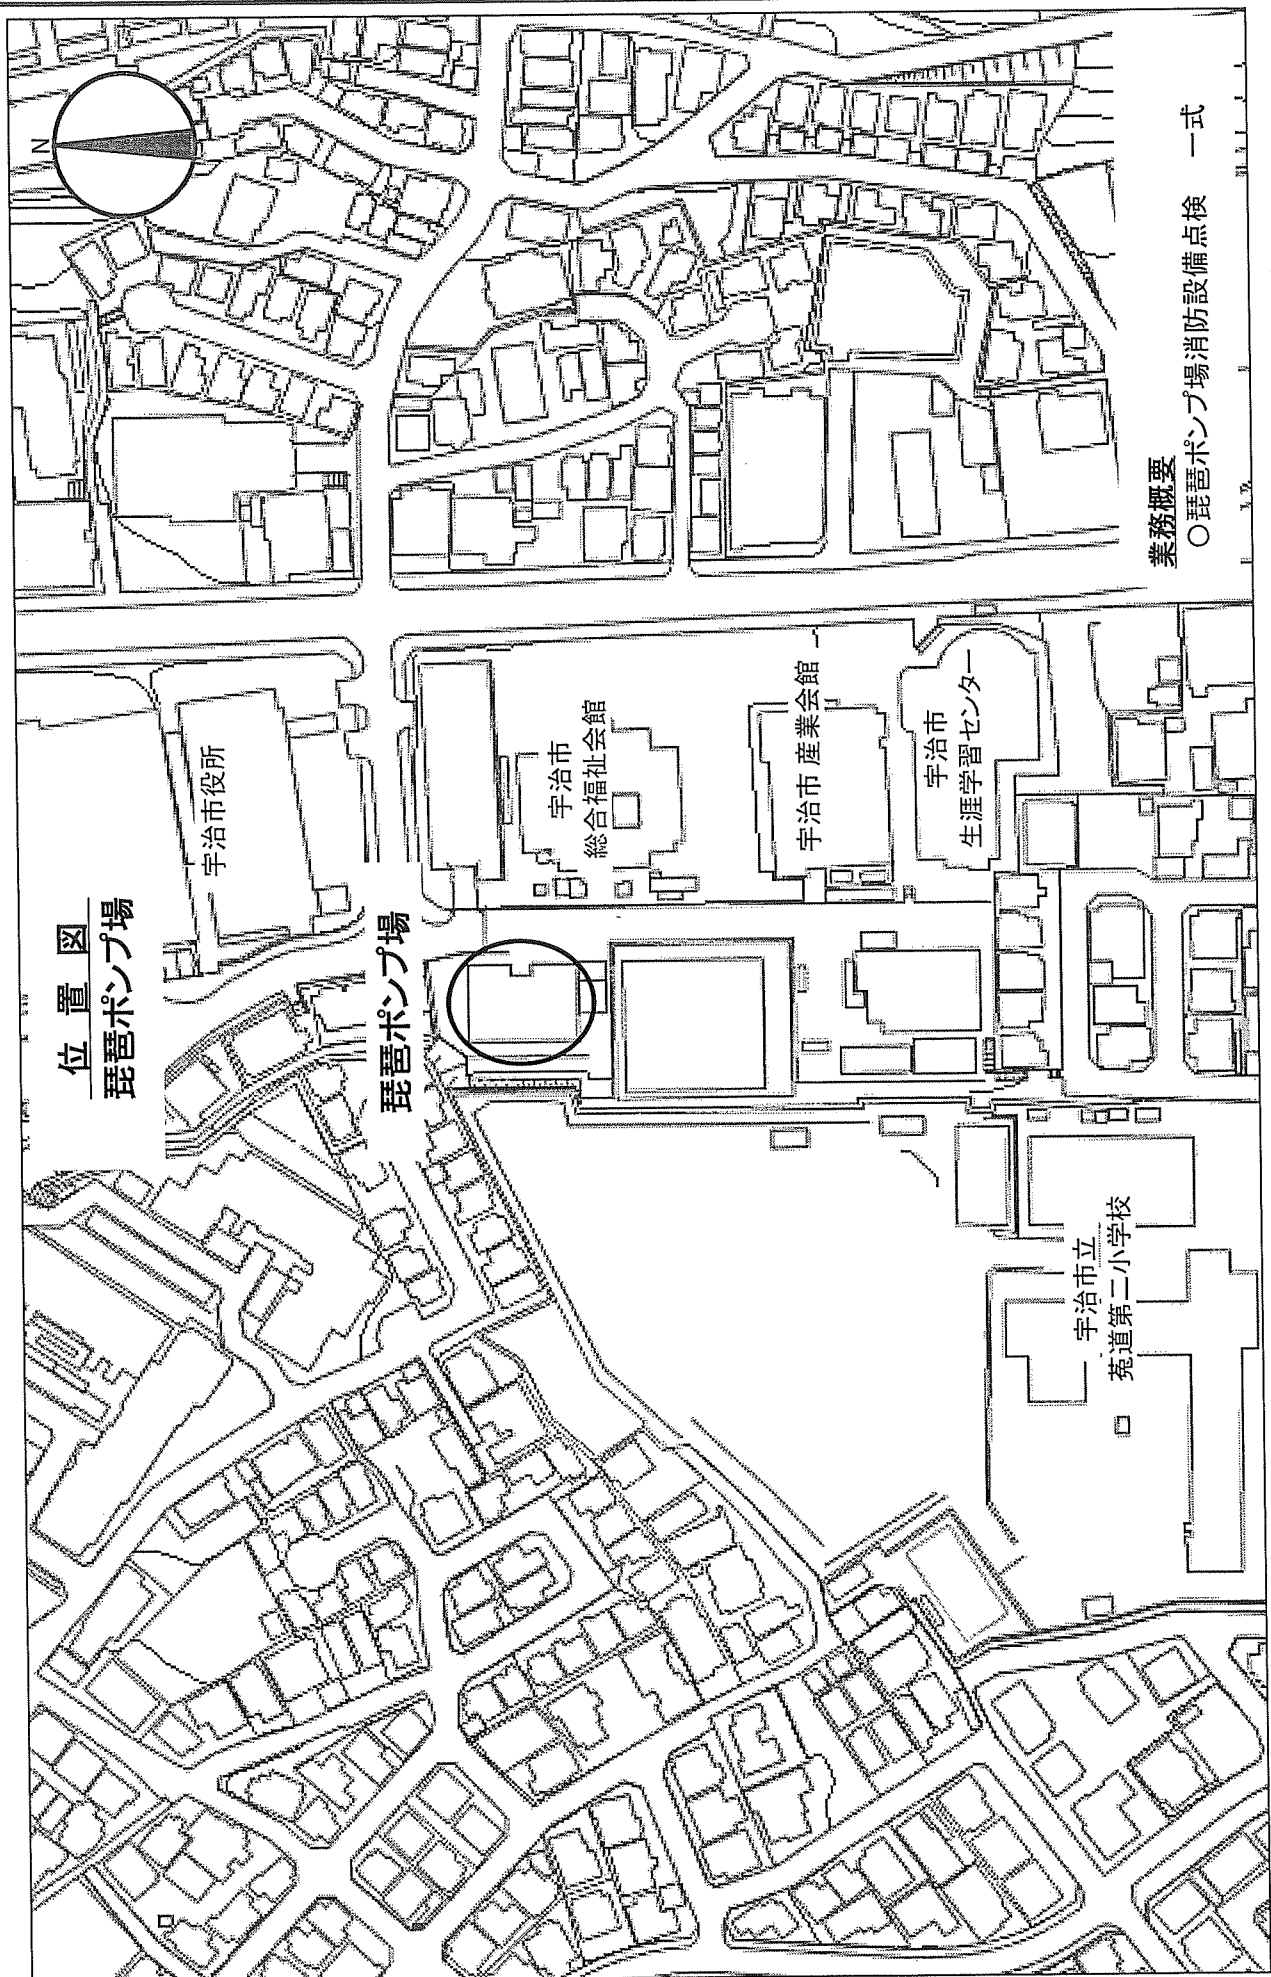 位 置 図
琵琶ポンプ場
N
宇治市役所
琵琶ポンプ場
宇治市
総合福祉会館
宇治市 産業会館
宇治市
生涯学習センター
宇治市立
菟道第二小学校
業務概要
○琵琶ポンプ場消防設備点検 一式